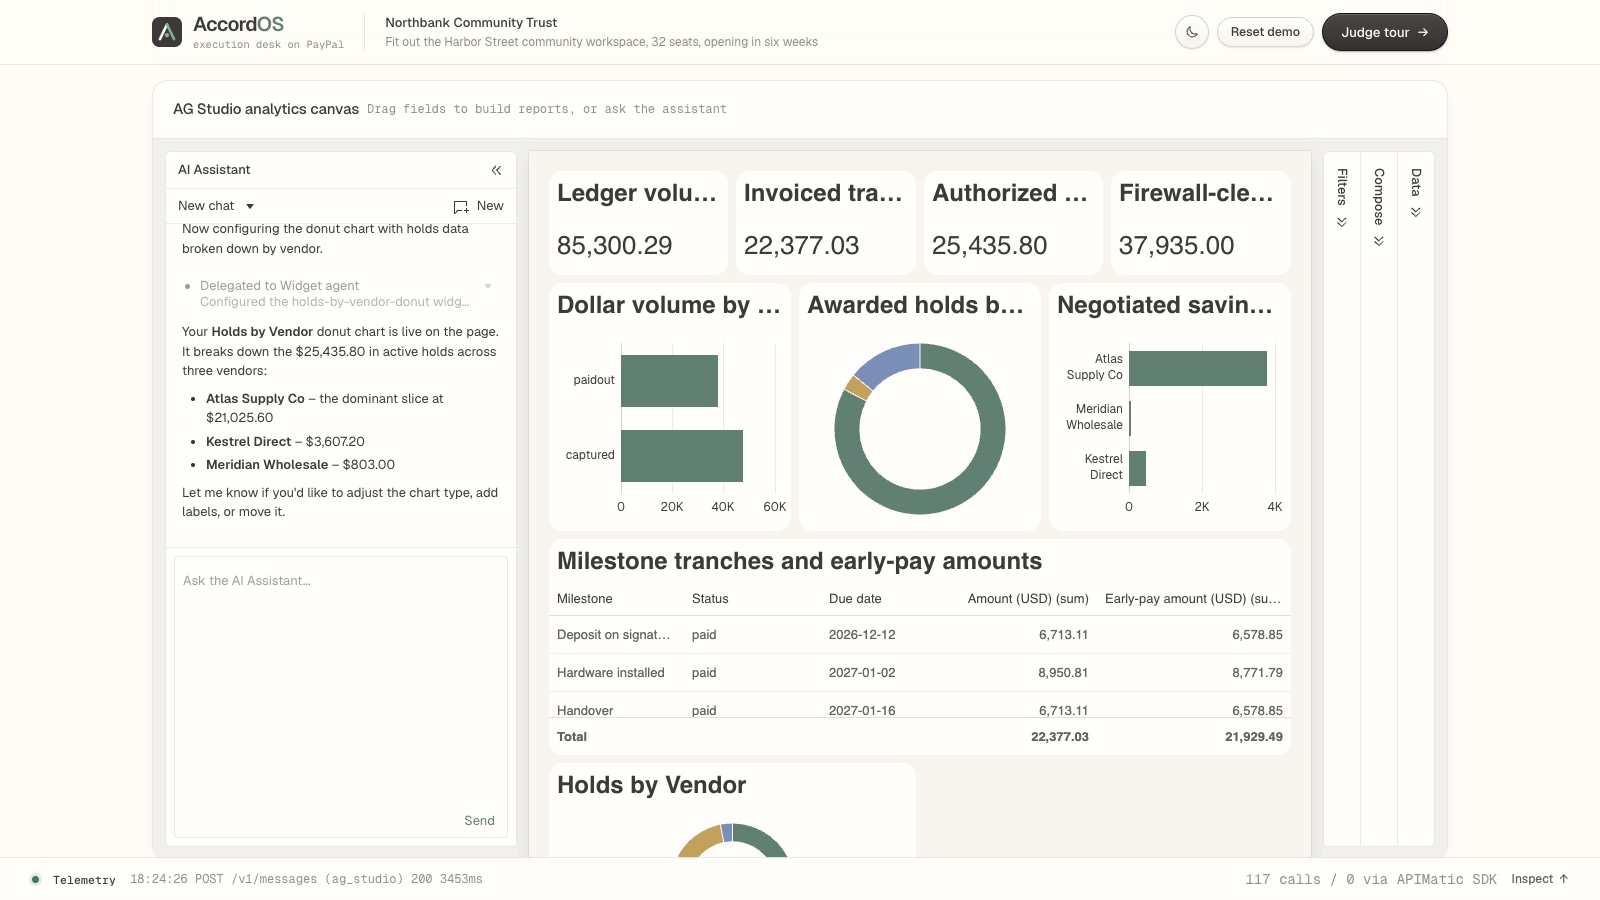 AccordOS
execution desk on PayPal
Northbank Community Trust
Fit out the Harbor Street community workspace, 32 seats, opening in six weeks
Reset demo
Judge tour →
AG Studio analytics canvas Drag fields to build reports, or ask the assistant
AI Assistant
New chat
New
Now configuring the donut chart with holds data
broken down by vendor.
Delegated to Widget agent
Configured the holds-by-vendor-donut widg...
Your Holds by Vendor donut chart is live on the page.
It breaks down the $25,435.80 in active holds across
three vendors:
• Atlas Supply Co – the dominant slice at
$21,025.60
• Kestrel Direct – $3,607.20
• Meridian Wholesale – $803.00
Let me know if you'd like to adjust the chart type, add
labels, or move it.
Ask the AI Assistant...
Send
Ledger volu...
85,300.29
Invoiced tra...
22,377.03
Authorized ...
25,435.80
Firewall-cle...
37,935.00
Dollar volume by ...
paidout
captured
0 20K 40K 60K
Awarded holds b...
Negotiated savin...
Atlas
Supply Co
Meridian
Wholesale
Kestrel
Direct
0 2K 4K
Milestone tranches and early-pay amounts
Milestone Status Due date Amount (USD) (sum) Early-pay amount (USD) (su...
Deposit on signat... paid 2026-12-12 6,713.11 6,578.85
Hardware installed paid 2027-01-02 8,950.81 8,771.79
Handover paid 2027-01-16 6,713.11 6,578.85
Total 22,377.03 21,929.49
Holds by Vendor
Filters
Compose
Data
Telemetry 18:24:26 POST /v1/messages (ag_studio) 200 3453ms
117 calls / 0 via APIMatic SDK Inspect ↑